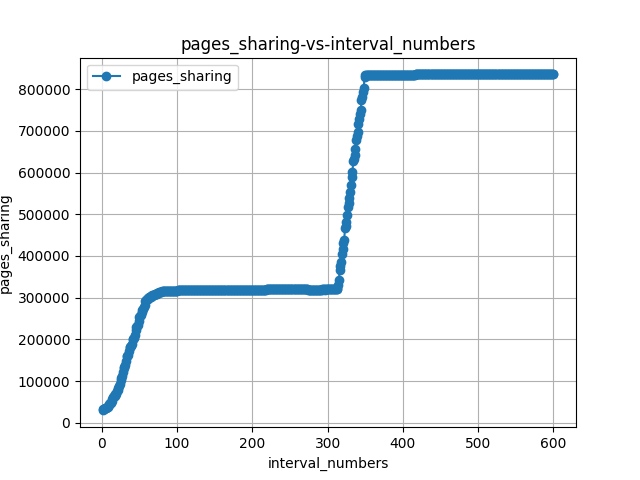 pages_sharing-vs-interval_numbers
pages_sharing
800000
700000
600000
500000
400000
300000
200000
100000
0
pages_sharing
0 100 200 300 400 500 600
interval_numbers